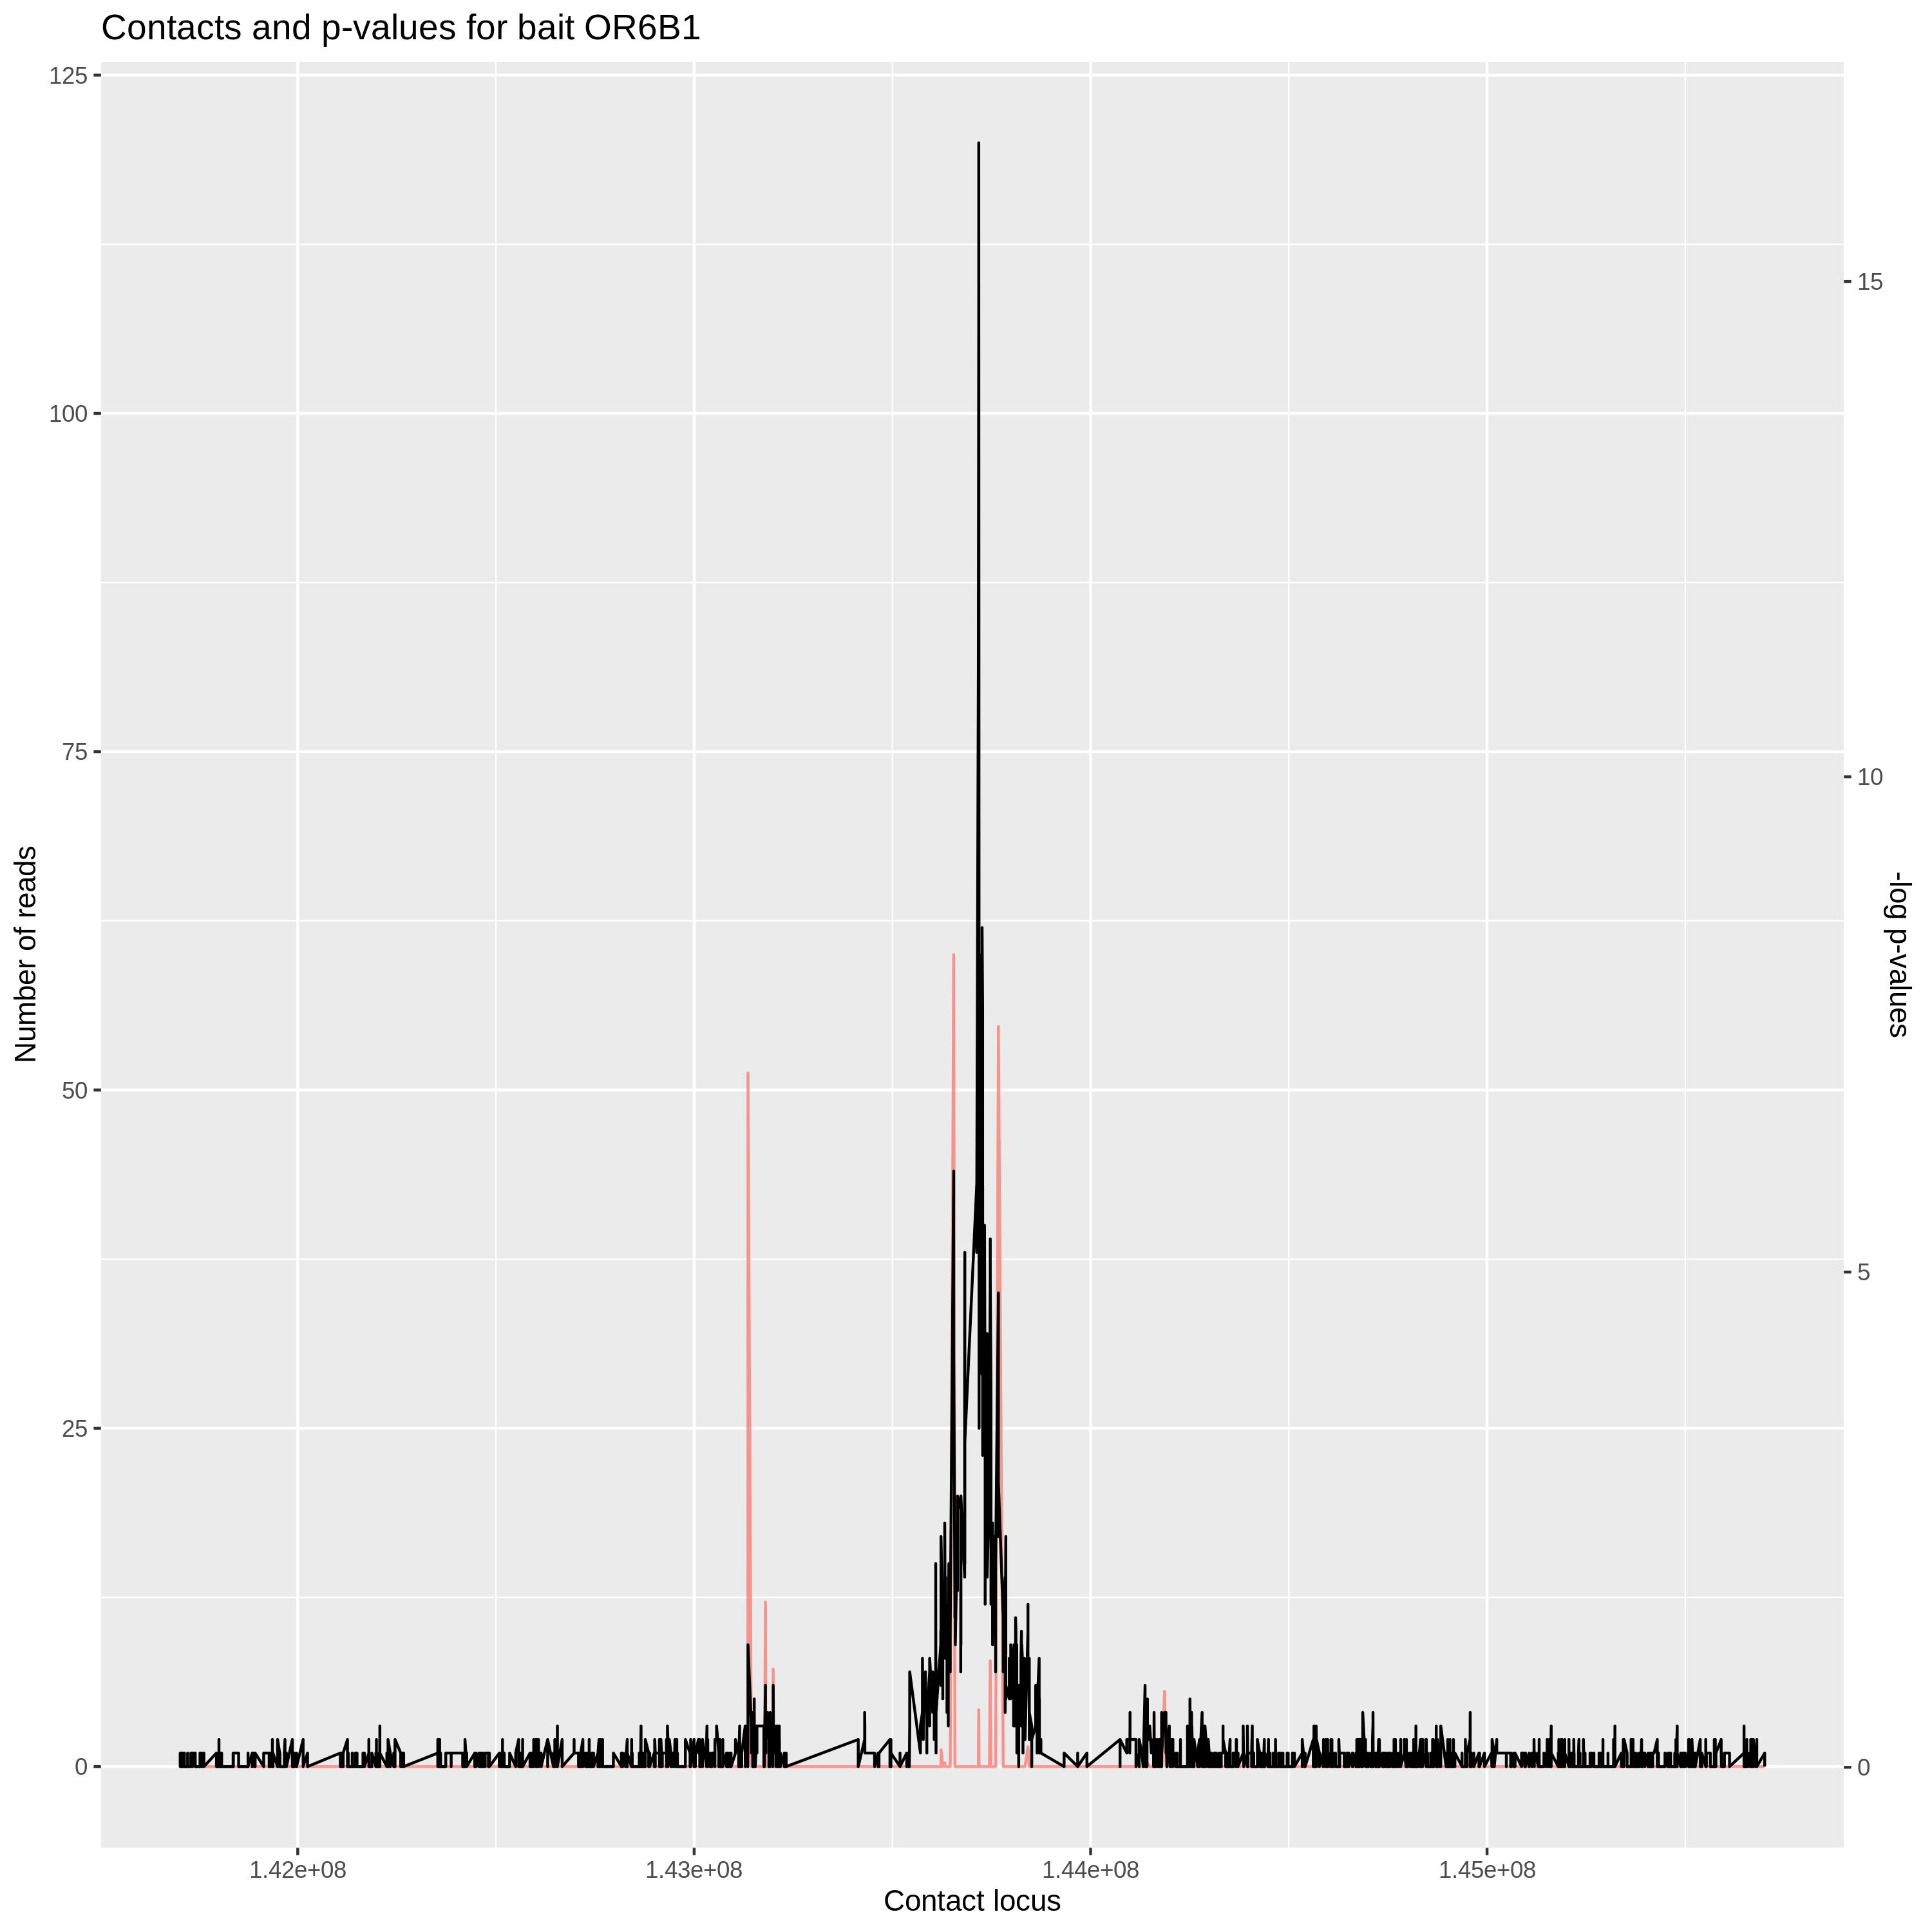 Contacts and p-values for bait OR6B1
125
100
75
50
25
0
Number of reads
15
10
5
0
-log p-values
1.42e+08
1.43e+08
1.44e+08
1.45e+08
Contact locus